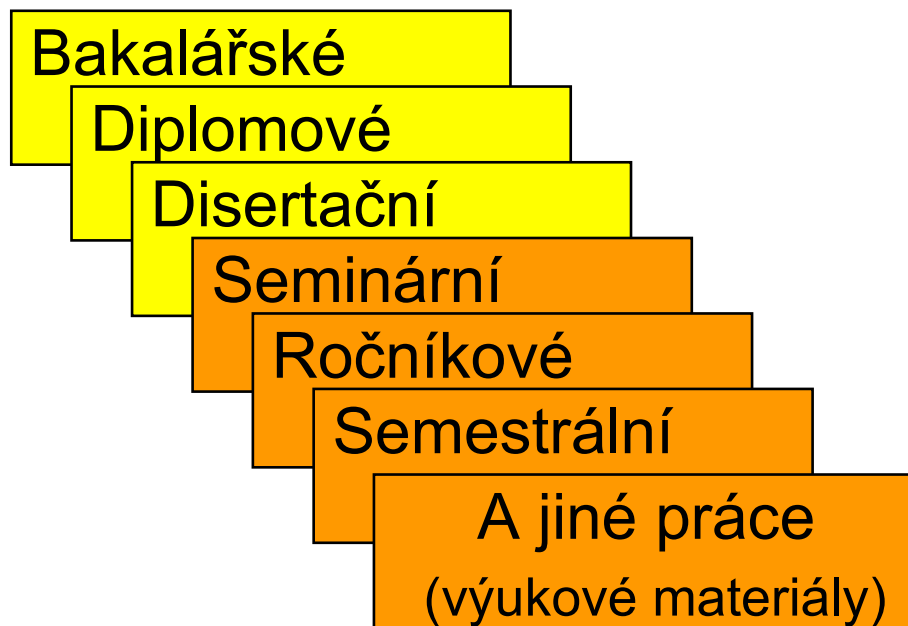 Bakalářské
Diplomové
Disertační
Seminární
Ročníkové
Semestrální
A jiné práce
(výukové materiály)